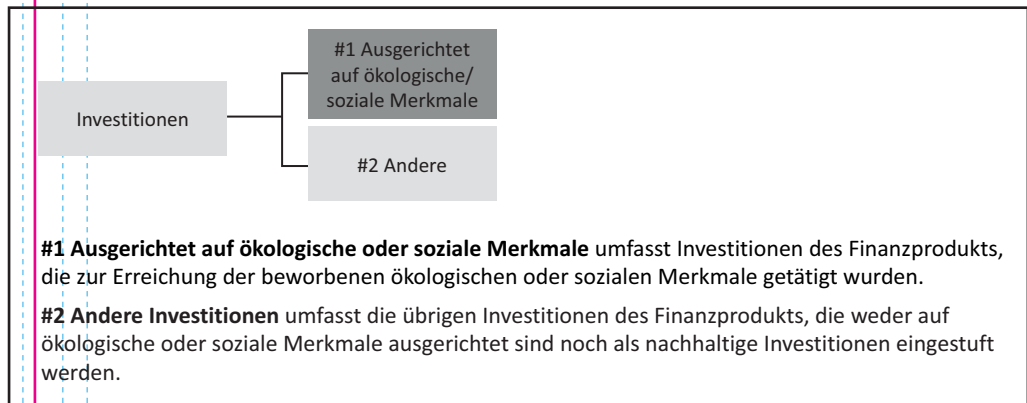 #1 Ausgerichtet
auf ökologische/
soziale Merkmale
Investitionen
#2 Andere
#1 Ausgerichtet auf ökologische oder soziale Merkmale umfasst Investitionen des Finanzprodukts,
die zur Erreichung der beworbenen ökologischen oder sozialen Merkmale getätigt wurden.
#2 Andere Investitionen umfasst die übrigen Investitionen des Finanzprodukts, die weder auf
ökologische oder soziale Merkmale ausgerichtet sind noch als nachhaltige Investitionen eingestuft
werden.